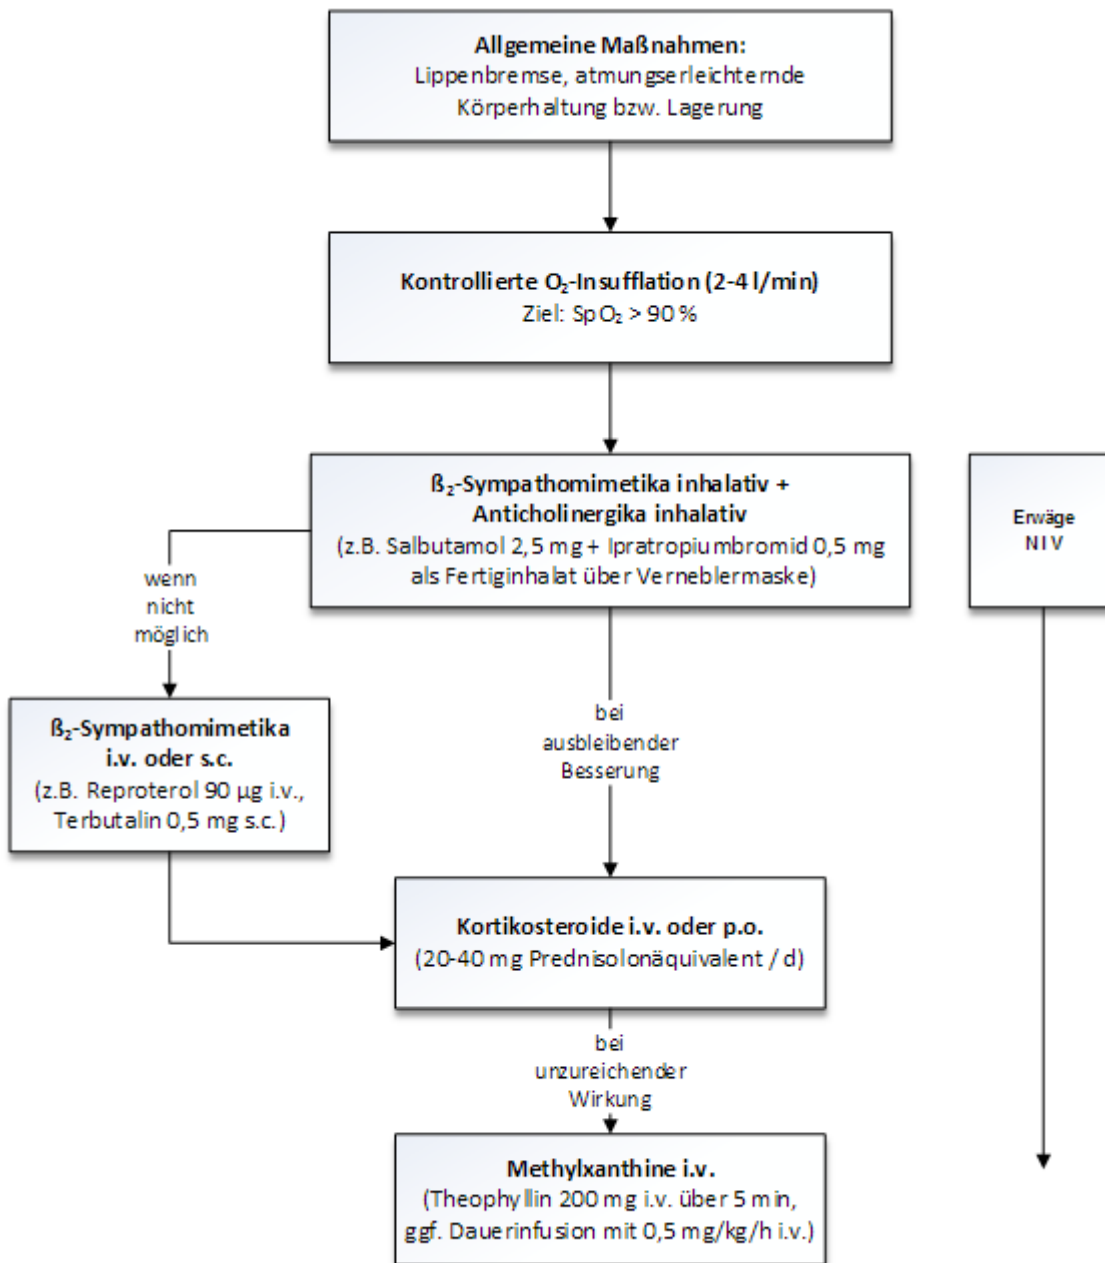 Allgemeine Maßnahmen:
Lippenbremse, atmungserleichternde
Körperhaltung bzw. Lagerung
Kontrollierte O₂-Insufflation (2-4 l/min)
Ziel: SpO₂ > 90 %
ß₂-Sympathomimetika inhalativ +
Anticholinergika inhalativ
(z.B. Salbutamol 2,5 mg + Ipratropiumbromid 0,5 mg
als Fertiginhalat über Verneblermaske)
Erwäge
NIV
wenn
nicht
möglich
ß₂-Sympathomimetika
i.v. oder s.c.
(z.B. Reproterol 90 µg i.v.,
Terbutalin 0,5 mg s.c.)
bei
ausbleibender
Besserung
Kortikosteroide i.v. oder p.o.
(20-40 mg Prednisolonäquivalent / d)
bei
unzureichender
Wirkung
Methylxanthine i.v.
(Theophyllin 200 mg i.v. über 5 min,
ggf. Dauerinfusion mit 0,5 mg/kg/h i.v.)